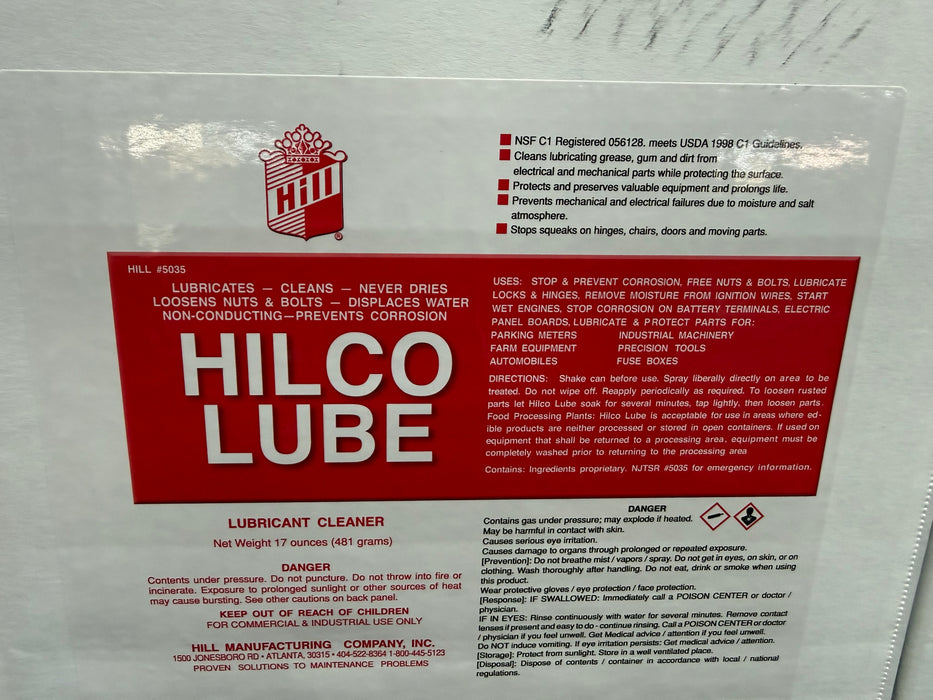 Hill
®
NSF C1 Registered 056128. meets USDA 1998 C1 Guidelines.
Cleans lubricating grease, gum and dirt from
electrical and mechanical parts while protecting the surface.
Protects and preserves valuable equipment and prolongs life.
Prevents mechanical and electrical failures due to moisture and salt
atmosphere.
Stops squeaks on hinges, chairs, doors and moving parts.
HILL #5035
LUBRICATES — CLEANS — NEVER DRIES
LOOSENS NUTS & BOLTS — DISPLACES WATER
NON-CONDUCTING—PREVENTS CORROSION
HILCO
LUBE
USES: STOP & PREVENT CORROSION, FREE NUTS & BOLTS, LUBRICATE
LOCKS & HINGES, REMOVE MOISTURE FROM IGNITION WIRES, START
WET ENGINES, STOP CORROSION ON BATTERY TERMINALS, ELECTRIC
PANEL BOARDS, LUBRICATE & PROTECT PARTS FOR:
PARKING METERS INDUSTRIAL MACHINERY
FARM EQUIPMENT PRECISION TOOLS
AUTOMOBILES FUSE BOXES
DIRECTIONS: Shake can before use. Spray liberally directly on area to be
treated. Do not wipe off. Reapply periodically as required. To loosen rusted
parts let Hilco Lube soak for several minutes, tap lightly, then loosen parts.
Food Processing Plants: Hilco Lube is acceptable for use in areas where ed-
ible products are neither processed or stored in open containers. If used on
equipment that shall be returned to a processing area. equipment must be
completely washed prior to returning to the processing area
Contains: Ingredients proprietary. NJTSR #5035 for emergency information.
LUBRICANT CLEANER
Net Weight 17 ounces (481 grams)
DANGER
Contents under pressure. Do not puncture. Do not throw into fire or
incinerate. Exposure to prolonged sunlight or other sources of heat
may cause bursting. See other cautions on back panel.
KEEP OUT OF REACH OF CHILDREN
FOR COMMERCIAL & INDUSTRIAL USE ONLY
HILL MANUFACTURING COMPANY, INC.
1500 JONESBORO RD • ATLANTA, 30315 • 404-522-8364 1-800-445-5123
PROVEN SOLUTIONS TO MAINTENANCE PROBLEMS
DANGER
Contains gas under pressure; may explode if heated.
May be harmful in contact with skin.
Causes serious eye irritation.
Causes damage to organs through prolonged or repeated exposure.
[Prevention]: Do not breathe mist / vapors / spray. Do not get in eyes, on skin, or on
clothing. Wash thoroughly after handling. Do not eat, drink or smoke when using
this product.
Wear protective gloves / eye protection / face protection.
[Response]: IF SWALLOWED: Immediately call a POISON CENTER or doctor /
physician.
IF IN EYES: Rinse continuously with water for several minutes. Remove contact
lenses if present and easy to do - continue rinsing. Call a POISON CENTER or doctor
/ physician if you feel unwell. Get Medical advice / attention if you feel unwell.
Do NOT induce vomiting. If eye irritation persists: Get medical advice / attention.
[Storage]: Protect from sunlight. Store in a well ventilated place.
[Disposal]: Dispose of contents / container in accordance with local / national
regulations.